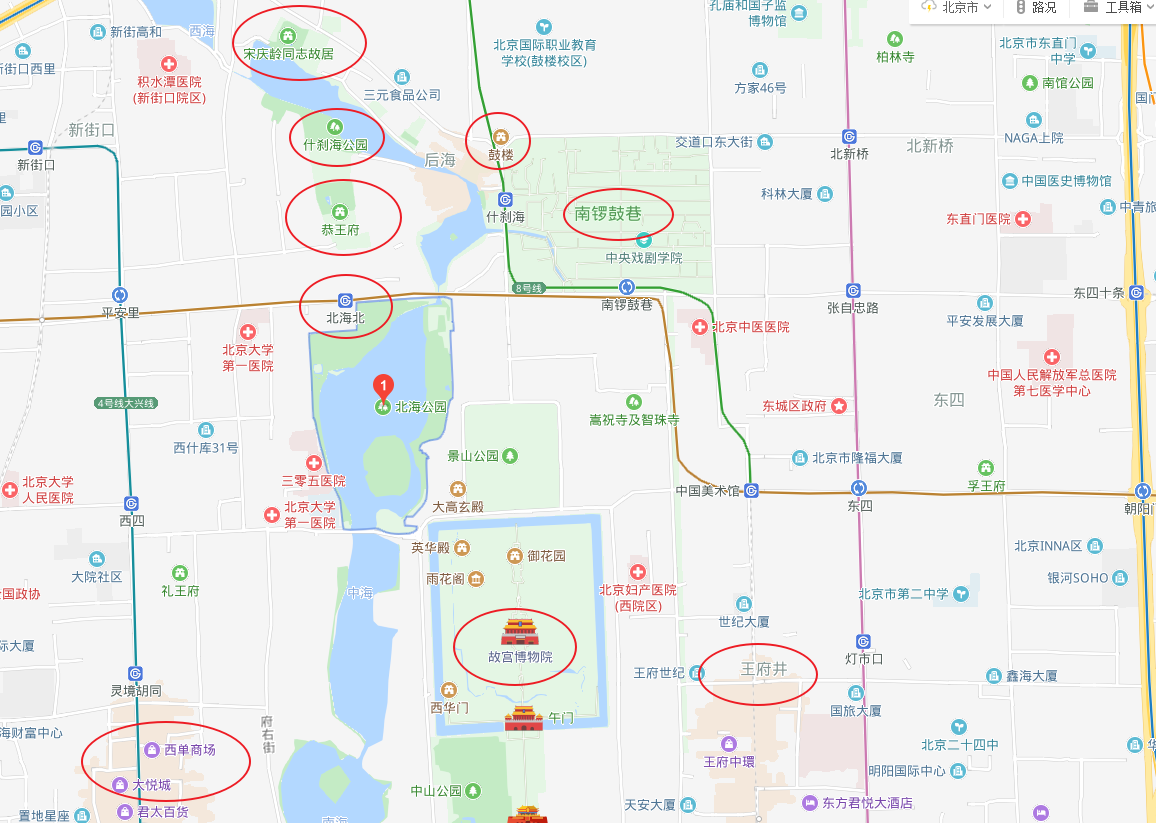 孔庙和国子监
博物馆
北京市
路况
工具箱
新街高和
西海
宋庆龄同志故居
北京国际职业教育
学校(鼓楼校区)
柏林寺
北京市东直门
中学
新街口西里
积水潭医院
(新街口院区)
三元食品公司
方家46号
南馆公园
国门
里
新街口
什刹海公园
后海
鼓楼
交道口东大街
北新桥
北新桥
NAGA上院
新街口
园小区
恭王府
什刹海
南锣鼓巷
科林大厦
中国医史博物馆
中青旅
东直门医院
中央戏剧学院
平安里
北海北
8号线
南锣鼓巷
张自忠路
东四十条
平安发展大厦
北京大学
第一医院
北京中医医院
中国人民解放军总医院
第七医学中心
4号线大兴线
1
北海公园
嵩祝寺及智珠寺
东城区政府
东四
西什库31号
景山公园
北京市隆福大厦
孚王府
北京大学
人民医院
三零五医院
大高玄殿
中国美术馆
东四
朝阳门
西四
北京大学
第一医院
英华殿
御花园
北京INNA区
大院社区
雨花阁
银河SOHO
全国政协
礼王府
中海
北京妇产医院
(西院区)
北京市第二中学
世纪大厦
际大厦
故宫博物院
王府世纪
王府井
灯市口
鑫海大厦
灵境胡同
西华门
午门
国旅大厦
海财富中心
府右街
西单商场
王府中環
北京二十四中
大悦城
中山公园
明阳国际中心
置地星座
君太百货
南海
天安大厦
东方君悦大酒店